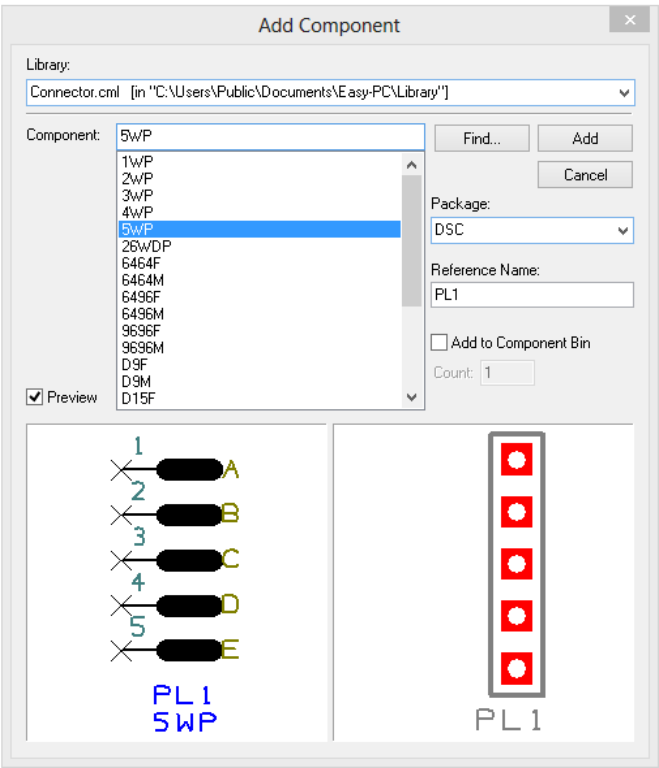 Add Component
×
Library:
Connector.cml   [in "C:\Users\Public\Documents\Easy-PC\Library"]
Component:
5WP
Find...
Add
1WP
2WP
3WP
4WP
5WP
26WDP
6464F
6464M
6496F
6496M
9696F
9696M
D9F
D9M
D15F
Cancel
Package:
DSC
Reference Name:
PL1
Add to Component Bin
Count: 1
Preview
1 A
2 B
3 C
4 D
5 E
PL1
5WP
PL1